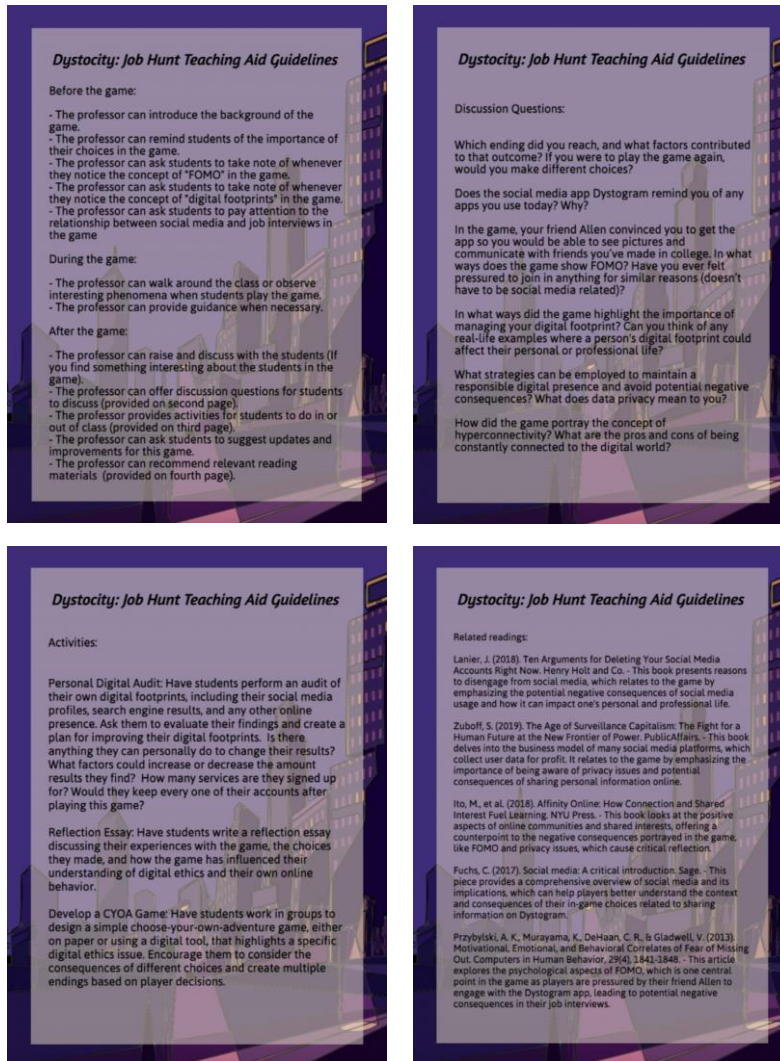 Dystocity: Job Hunt Teaching Aid Guidelines
Before the game:
- The professor can introduce the background of the
game.
- The professor can remind students of the importance of
their choices in the game.
- The professor can ask students to take note of whenever
they notice the concept of "FOMO" in the game.
- The professor can ask students to take note of whenever
they notice the concept of "digital footprints" in the game.
- The professor can ask students to pay attention to the
relationship between social media and job interviews in
the game
During the game:
- The professor can walk around the class or observe
interesting phenomena when students play the game.
- The professor can provide guidance when necessary.
After the game:
- The professor can raise and discuss with the students (If
you find something interesting about the students in the
game).
- The professor can offer discussion questions for students
to discuss (provided on second page).
- The professor provides activities for students to do in or
out of class (provided on third page).
- The professor can ask students to suggest updates and
improvements for this game.
- The professor can recommend relevant reading
materials (provided on fourth page).
Dystocity: Job Hunt Teaching Aid Guidelines
Discussion Questions:
Which ending did you reach, and what factors contributed
to that outcome? If you were to play the game again,
would you make different choices?
Does the social media app Dystogram remind you of any
apps you use today? Why?
In the game, your friend Allen convinced you to get the
app so you would be able to see pictures and
communicate with friends you've made in college. In what
ways does the game show FOMO? Have you ever felt
pressured to join in anything for similar reasons (doesn't
have to be social media related)?
In what ways did the game highlight the importance of
managing your digital footprint? Can you think of any
real-life examples where a person's digital footprint could
affect their personal or professional life?
What strategies can be employed to maintain a
responsible digital presence and avoid potential negative
consequences? What does data privacy mean to you?
How did the game portray the concept of
hyperconnectivity? What are the pros and cons of being
constantly connected to the digital world?
Dystocity: Job Hunt Teaching Aid Guidelines
Activities:
Personal Digital Audit: Have students perform an audit of
their own digital footprints, including their social media
profiles, search engine results, and any other online
presence. Ask them to evaluate their findings and create a
plan for improving their digital footprints. Is there
anything they can personally do to change their results?
What factors could increase or decrease the amount
results they find? How many services are they signed up
for? Would they keep every one of their accounts after
playing this game?
Reflection Essay: Have students write a reflection essay
discussing their experiences with the game, the choices
they made, and how the game has influenced their
understanding of digital ethics and their own online
behavior.
Develop a CYOA Game: Have students work in groups to
design a simple choose-your-own-adventure game, either
on paper or using a digital tool, that highlights a specific
digital ethics issue. Encourage them to consider the
consequences of different choices and create multiple
endings based on player decisions.
Dystocity: Job Hunt Teaching Aid Guidelines
Related readings:
Lanier, J. (2018). Ten Arguments for Deleting Your Social Media
Accounts Right Now. Henry Holt and Co. - This book presents reasons
to disengage from social media, which relates to the game by
emphasizing the potential negative consequences of social media
usage and how it can impact one's personal and professional life.
Zuboff, S. (2019). The Age of Surveillance Capitalism: The Fight for a
Human Future at the New Frontier of Power. PublicAffairs. - This book
delves into the business model of many social media platforms, which
collect user data for profit. It relates to the game by emphasizing the
importance of being aware of privacy issues and potential
consequences of sharing personal information online.
Ito, M., et al. (2018). Affinity Online: How Connection and Shared
Interest Fuel Learning. NYU Press. - This book looks at the positive
aspects of online communities and shared interests, offering a
counterpoint to the negative consequences portrayed in the game,
like FOMO and privacy issues, which cause critical reflection.
Fuchs, C. (2017). Social media: A critical introduction. Sage. - This
piece provides a comprehensive overview of social media and its
implications, which can help players better understand the context
and consequences of their in-game choices related to sharing
information on Dystogram.
Przybylski, A. K., Murayama, K., DeHaan, C. R., & Gladwell, V. (2013).
Motivational, Emotional, and Behavioral Correlates of Fear of Missing
Out. Computers in Human Behavior, 29(4), 1841-1848. - This article
explores the psychological aspects of FOMO, which is one central
point in the game as players are pressured by their friend Allen to
engage with the Dystogram app, leading to potential negative
consequences in their job interviews.